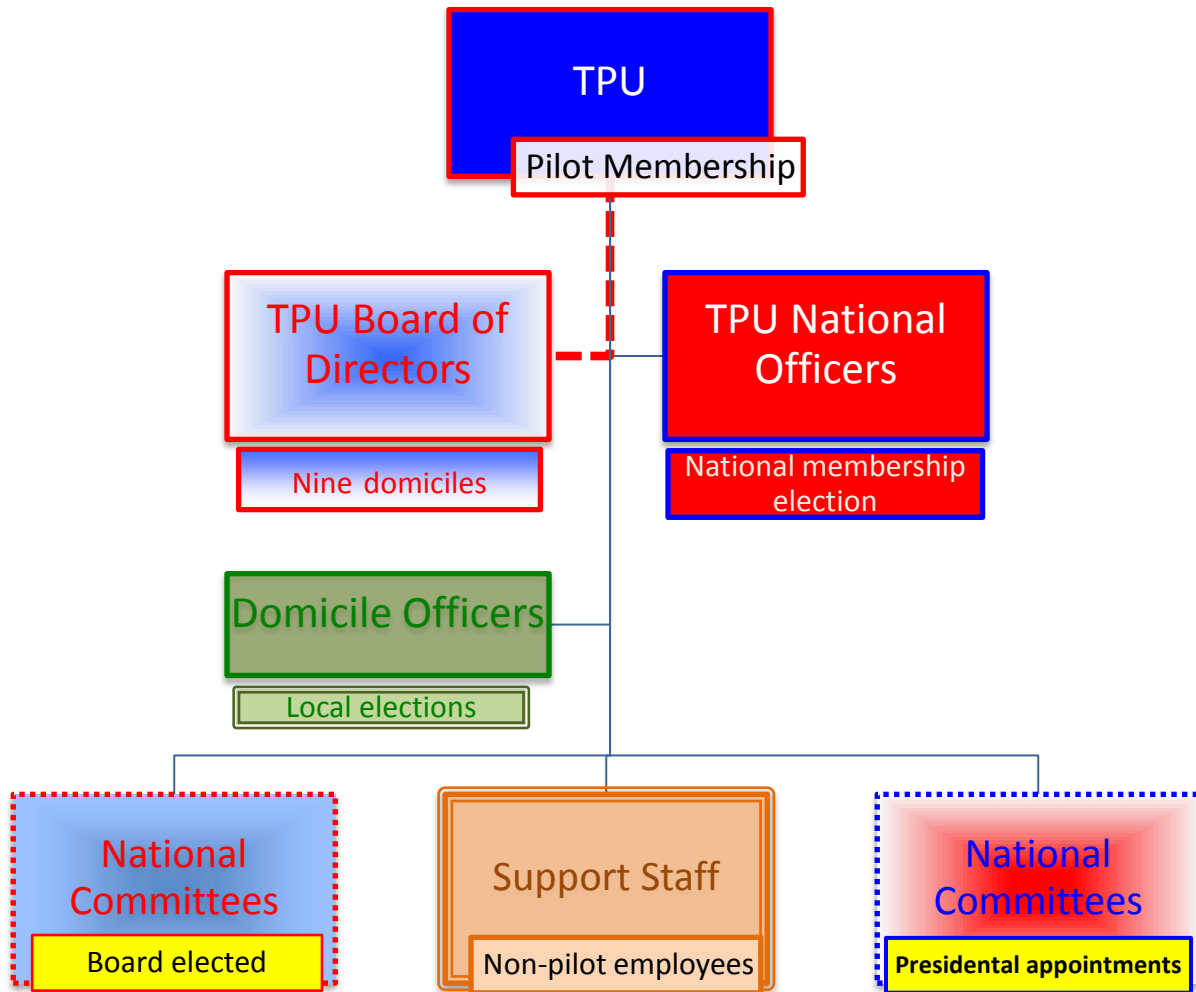 TPU
Pilot Membership
TPU Board of
Directors
Nine domiciles
TPU National
Officers
National membership
election
Domicile Officers
Local elections
National
Committees
Board elected
Support Staff
Non-pilot employees
National
Committees
Presidental appointments